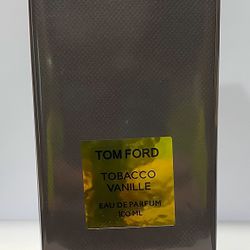 TOM FORD
TOBACCO
VANILLE
EAU DE PARFUM
100 ML